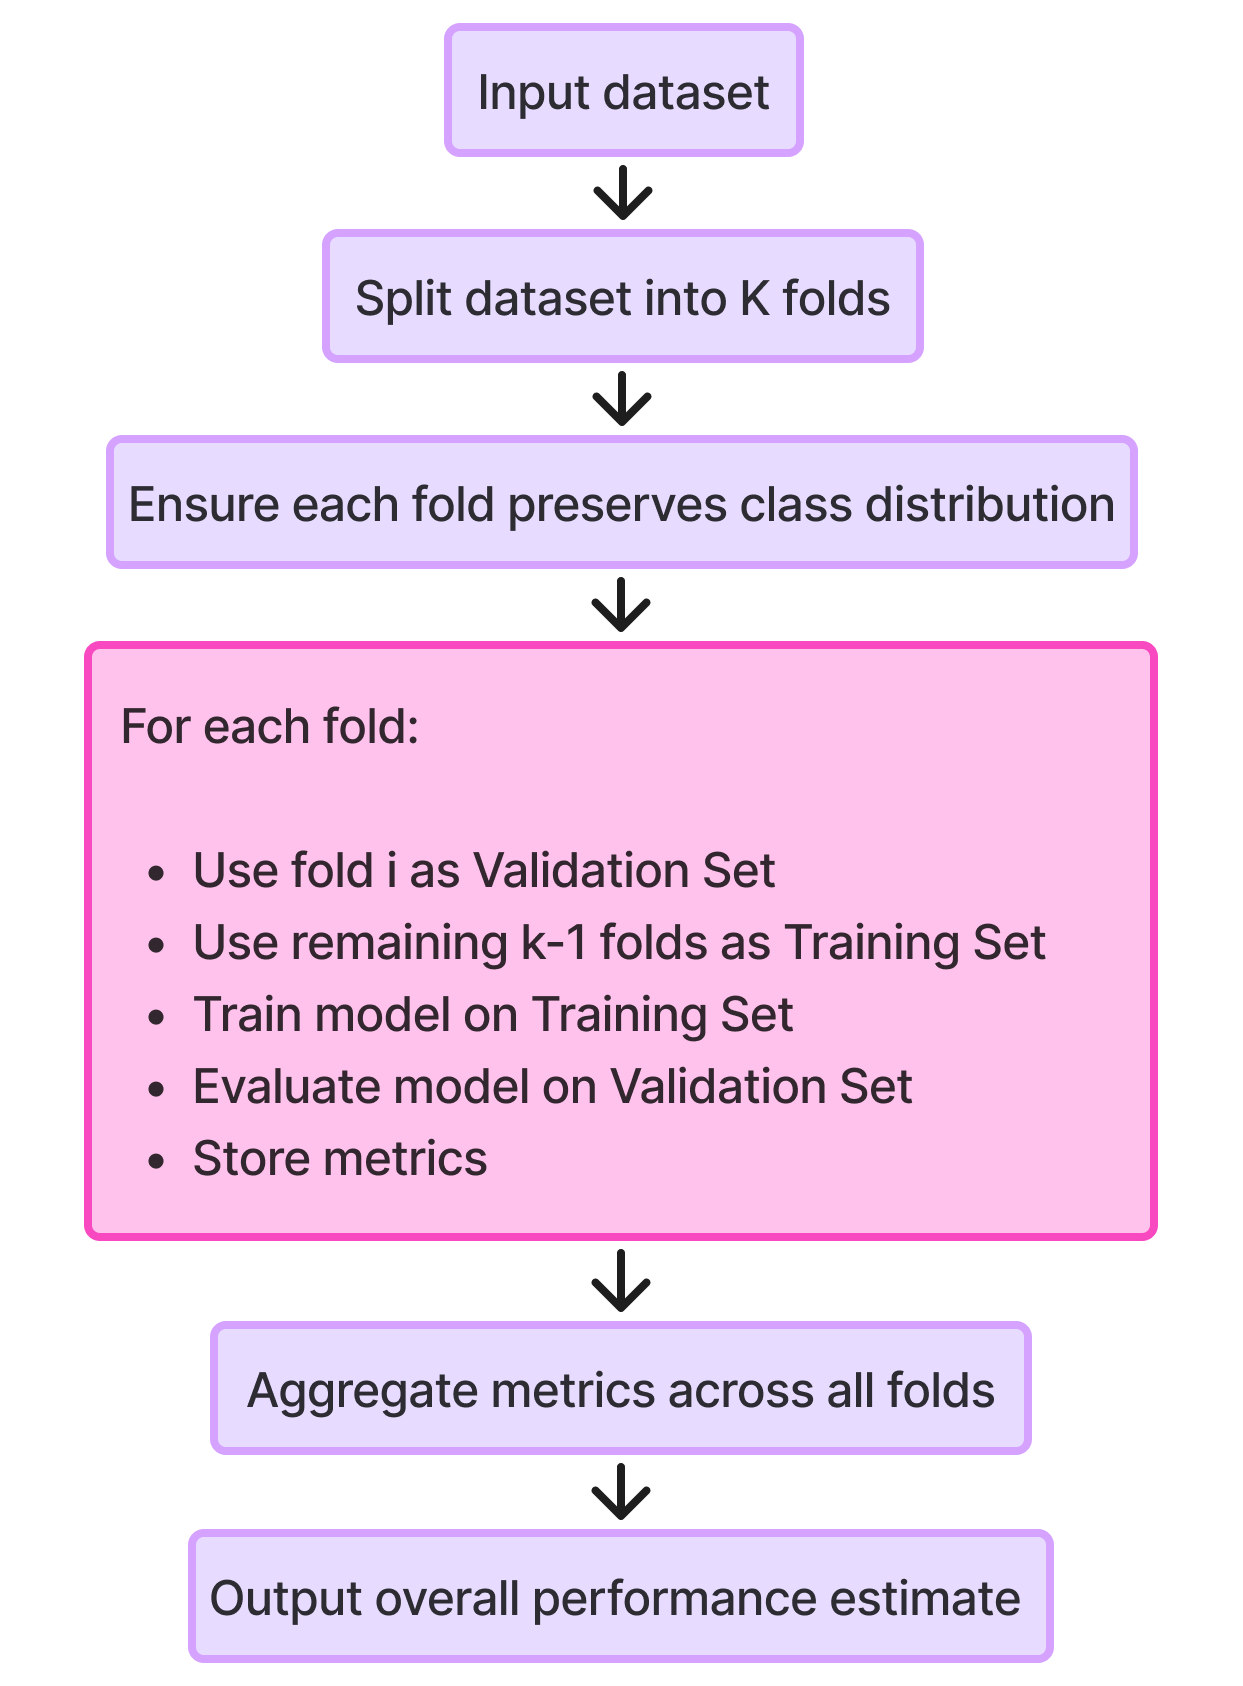 Input dataset
Split dataset into K folds
Ensure each fold preserves class distribution
For each fold:
• Use fold i as Validation Set
• Use remaining k-1 folds as Training Set
• Train model on Training Set
• Evaluate model on Validation Set
• Store metrics
Aggregate metrics across all folds
Output overall performance estimate